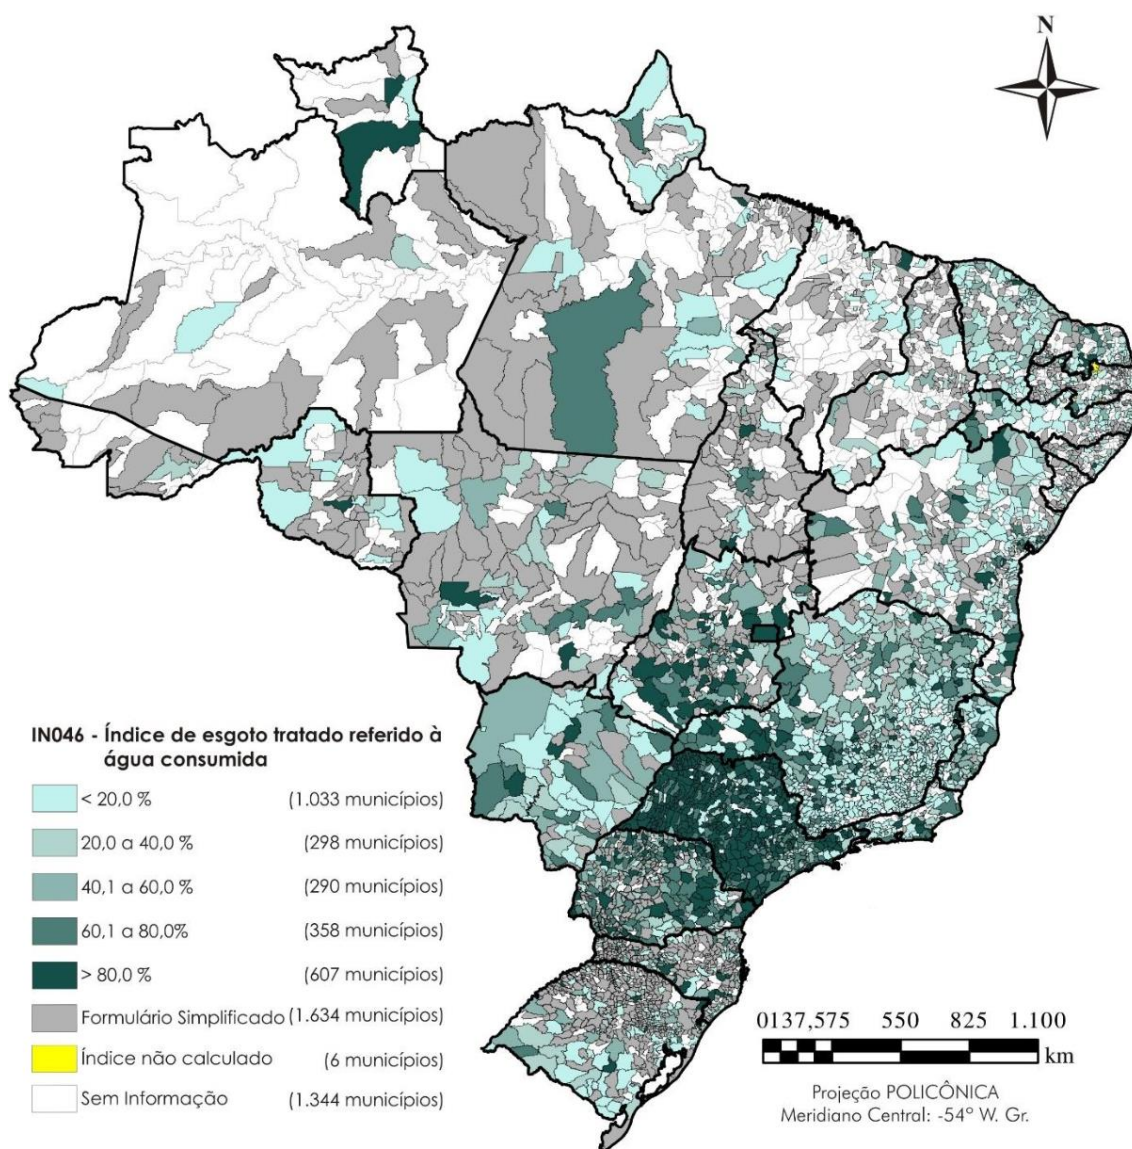 N
IN046 - Índice de esgoto tratado referido à
água consumida
< 20,0 % (1.033 municípios)
20,0 a 40,0 % (298 municípios)
40,1 a 60,0 % (290 municípios)
60,1 a 80,0% (358 municípios)
> 80,0 % (607 municípios)
Formulário Simplificado (1.634 municípios)
Índice não calculado (6 municípios)
Sem Informação (1.344 municípios)
0137,575 550 825 1.100
km
Projeção POLICÔNICA
Meridiano Central: -54º W. Gr.